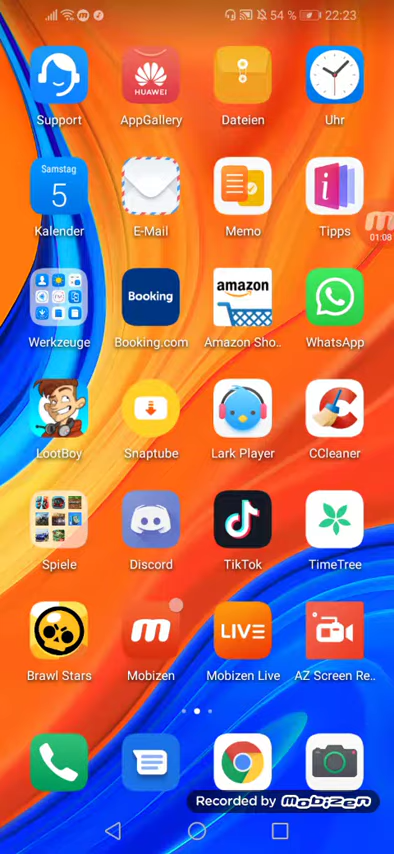 54 % 22:23
HUAWEI
Support AppGallery Dateien Uhr
Samstag
5
Kalender E-Mail Memo Tipps
01:08
Booking
amazon
Werkzeuge Booking.com Amazon Sho.. WhatsApp
LootBoy Snaptube Lark Player CCleaner
Spiele Discord TikTok TimeTree
LIVE
Brawl Stars Mobizen Mobizen Live AZ Screen Re..
Recorded by mobizen